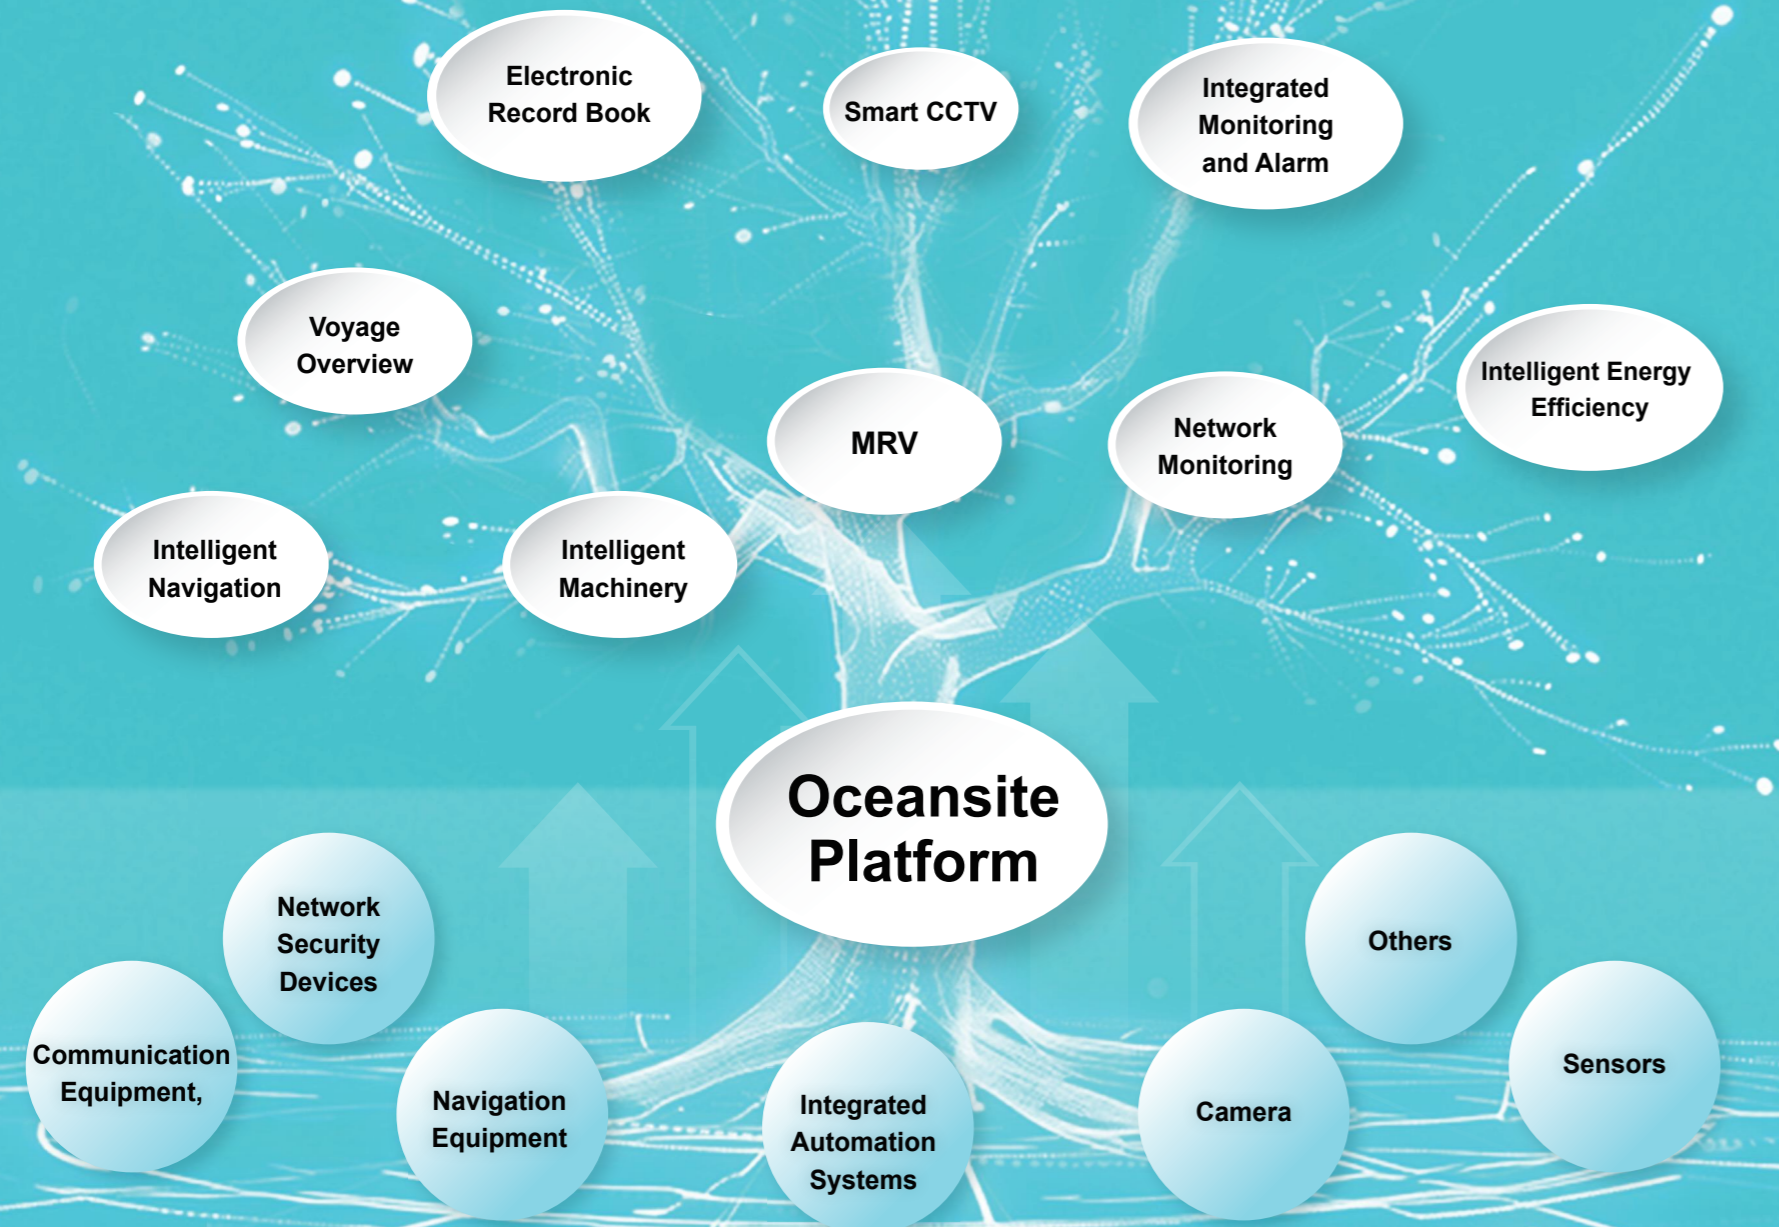 Electronic
Record Book
Smart CCTV
Integrated
Monitoring
and Alarm
Voyage
Overview
MRV
Network
Monitoring
Intelligent Energy
Efficiency
Intelligent
Navigation
Intelligent
Machinery
Oceansite
Platform
Network
Security
Devices
Others
Communication
Equipment,
Navigation
Equipment
Integrated
Automation
Systems
Camera
Sensors